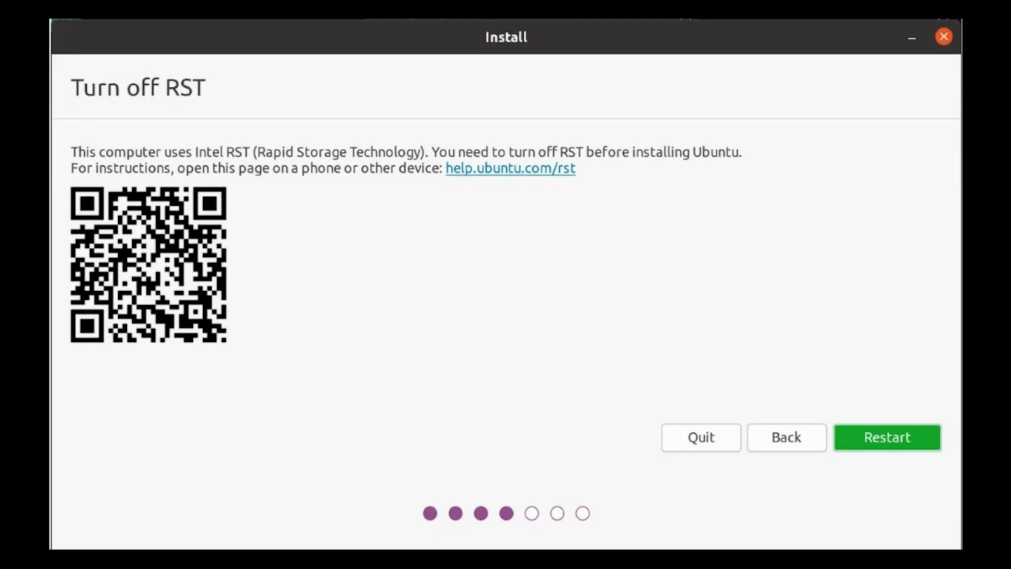 Install
Turn off RST
This computer uses Intel RST (Rapid Storage Technology). You need to turn off RST before installing Ubuntu.
For instructions, open this page on a phone or other device: help.ubuntu.com/rst
Quit
Back
Restart